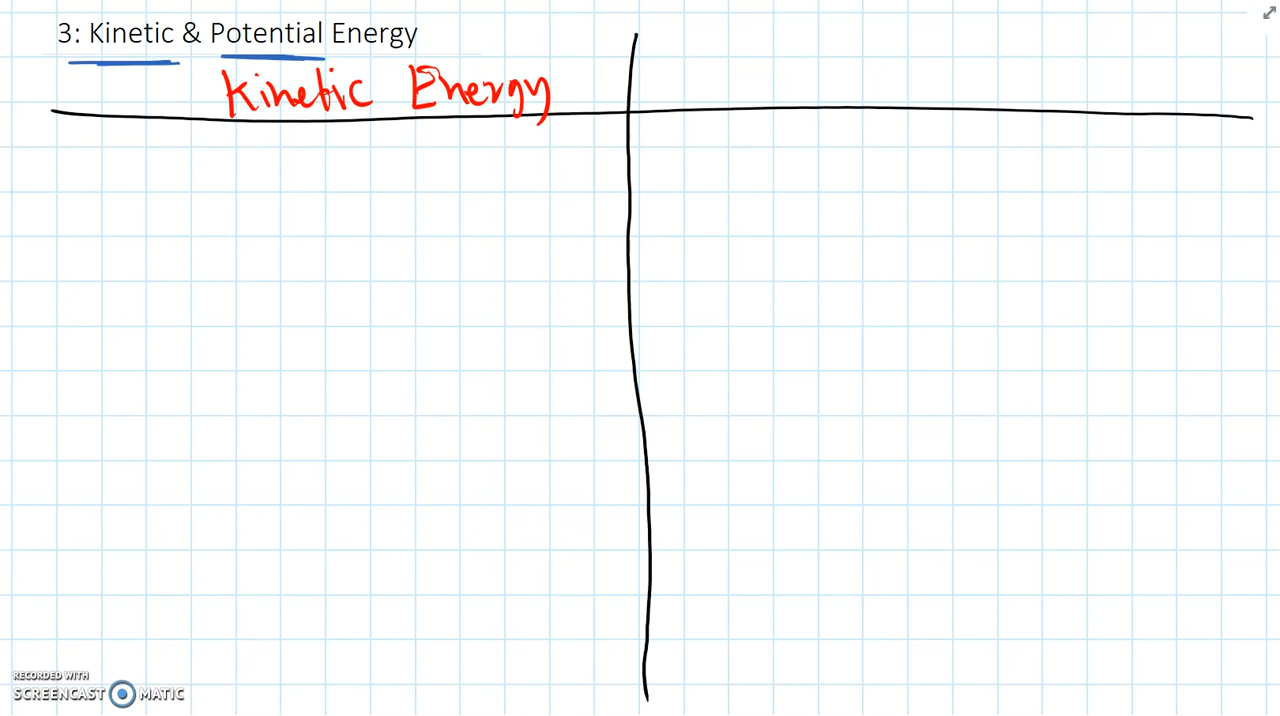 3: Kinetic & Potential Energy
Kinetic Energy
RECORDED WITH
SCREENCAST MATIC